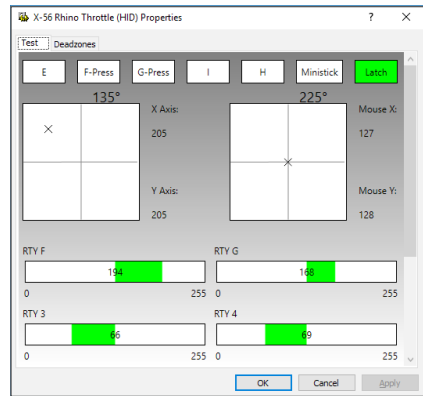 X-56 Rhino Throttle (HID) Properties ? ×
Test Deadzones
E F-Press G-Press I H Ministick Latch
135° 225°
X Axis: Mouse X:
205 127
Y Axis: Mouse Y:
205 128
RTY F RTY G
194 168
0 255 0 255
RTY 3 RTY 4
66 69
0 255 0 255
OK Cancel Apply